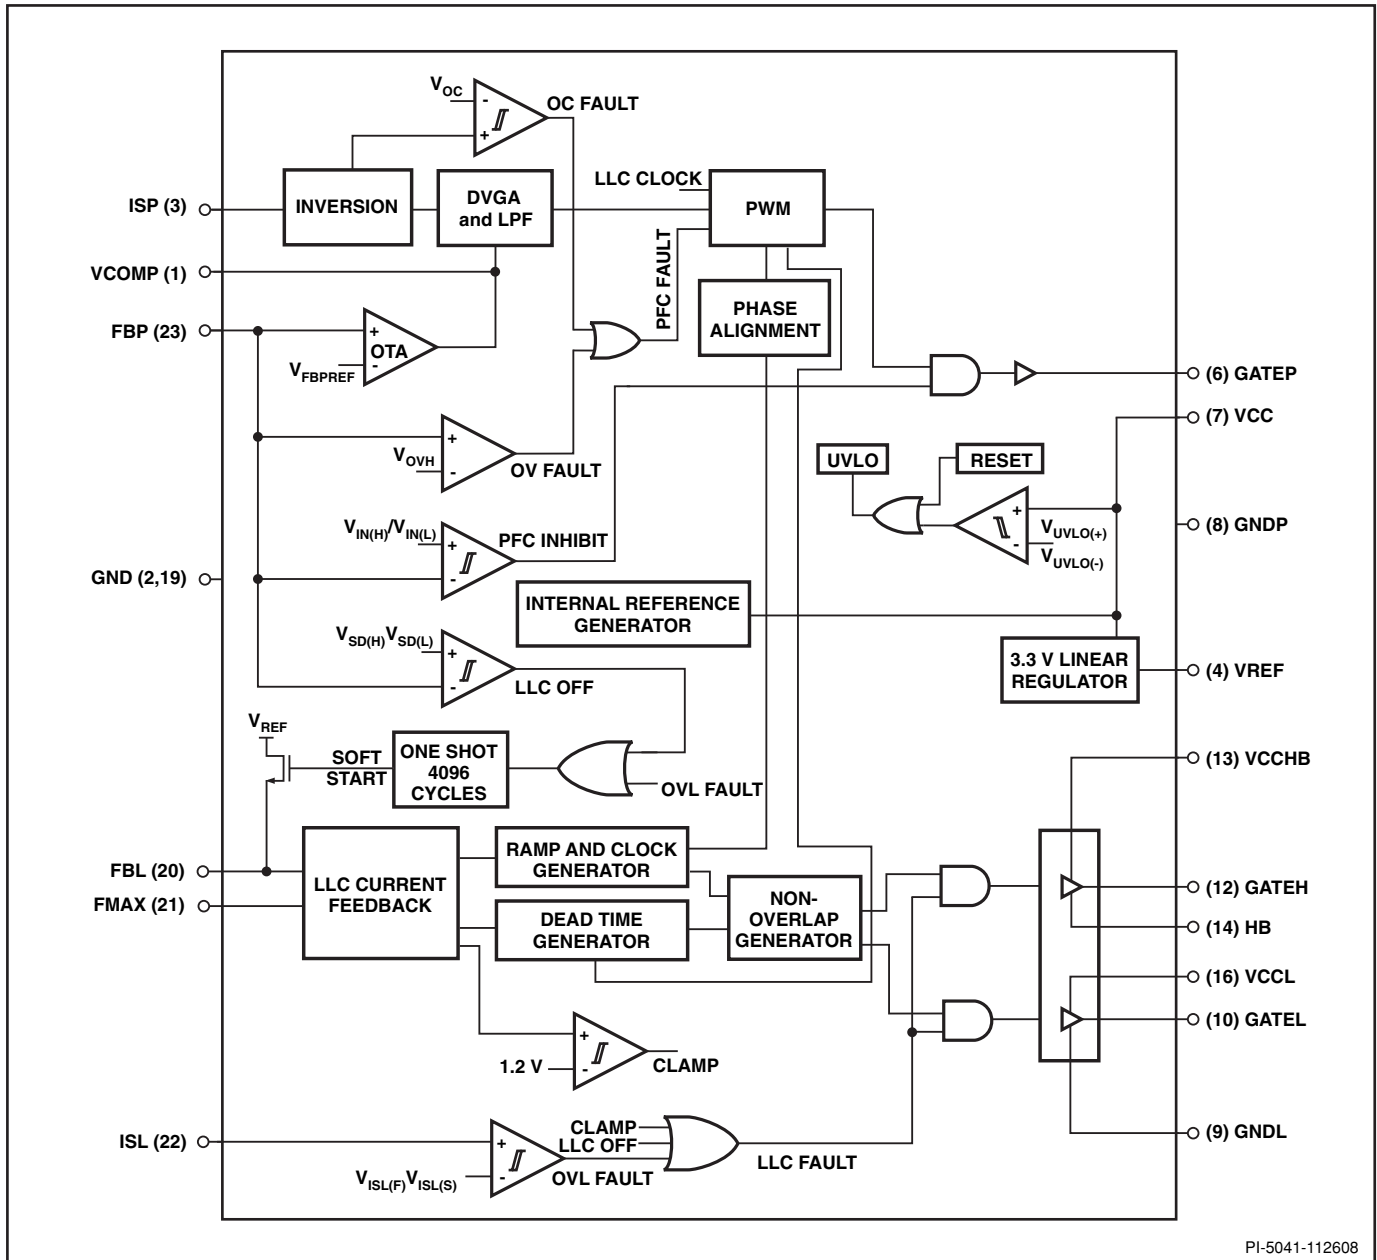 V_OC
-
+
OC FAULT
ISP (3)
INVERSION
DVGA
and LPF
LLC CLOCK
PWM
VCOMP (1)
PFC FAULT
PHASE
ALIGNMENT
FBP (23)
+
OTA
-
V_FBPREF
(6) GATEP
(7) VCC
+
V_OVH
-
OV FAULT
UVLO
RESET
+
-
V_UVLO(+)
V_UVLO(-)
(8) GNDP
V_IN(H)/V_IN(L)
+
-
PFC INHIBIT
GND (2,19)
INTERNAL REFERENCE
GENERATOR
V_SD(H)V_SD(L)
+
-
LLC OFF
3.3 V LINEAR
REGULATOR
(4) VREF
V_REF
SOFT
START
ONE SHOT
4096
CYCLES
OVL FAULT
(13) VCCHB
FBL (20)
FMAX (21)
LLC CURRENT
FEEDBACK
RAMP AND CLOCK
GENERATOR
DEAD TIME
GENERATOR
NON-
OVERLAP
GENERATOR
(12) GATEH
(14) HB
(16) VCCL
(10) GATEL
+
1.2 V
-
CLAMP
ISL (22)
+
-
V_ISL(F)V_ISL(S)
CLAMP
LLC OFF
OVL FAULT
LLC FAULT
(9) GNDL
PI-5041-112608